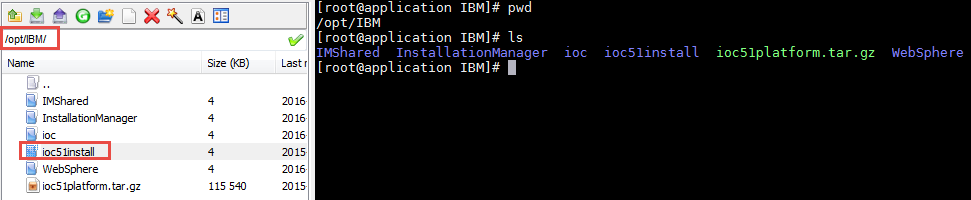 /opt/IBM/
Name Size (KB) Last m
..
IMShared 4 2016
InstallationManager 4 2016-
ioc 4 2016-
ioc51install 4 2015
WebSphere 4 2016-
ioc51platform.tar.gz 115 540 2015-
[root@application IBM]# pwd
/opt/IBM
[root@application IBM]# ls
IMShared InstallationManager ioc ioc51install ioc51platform.tar.gz WebSphere
[root@application IBM]#